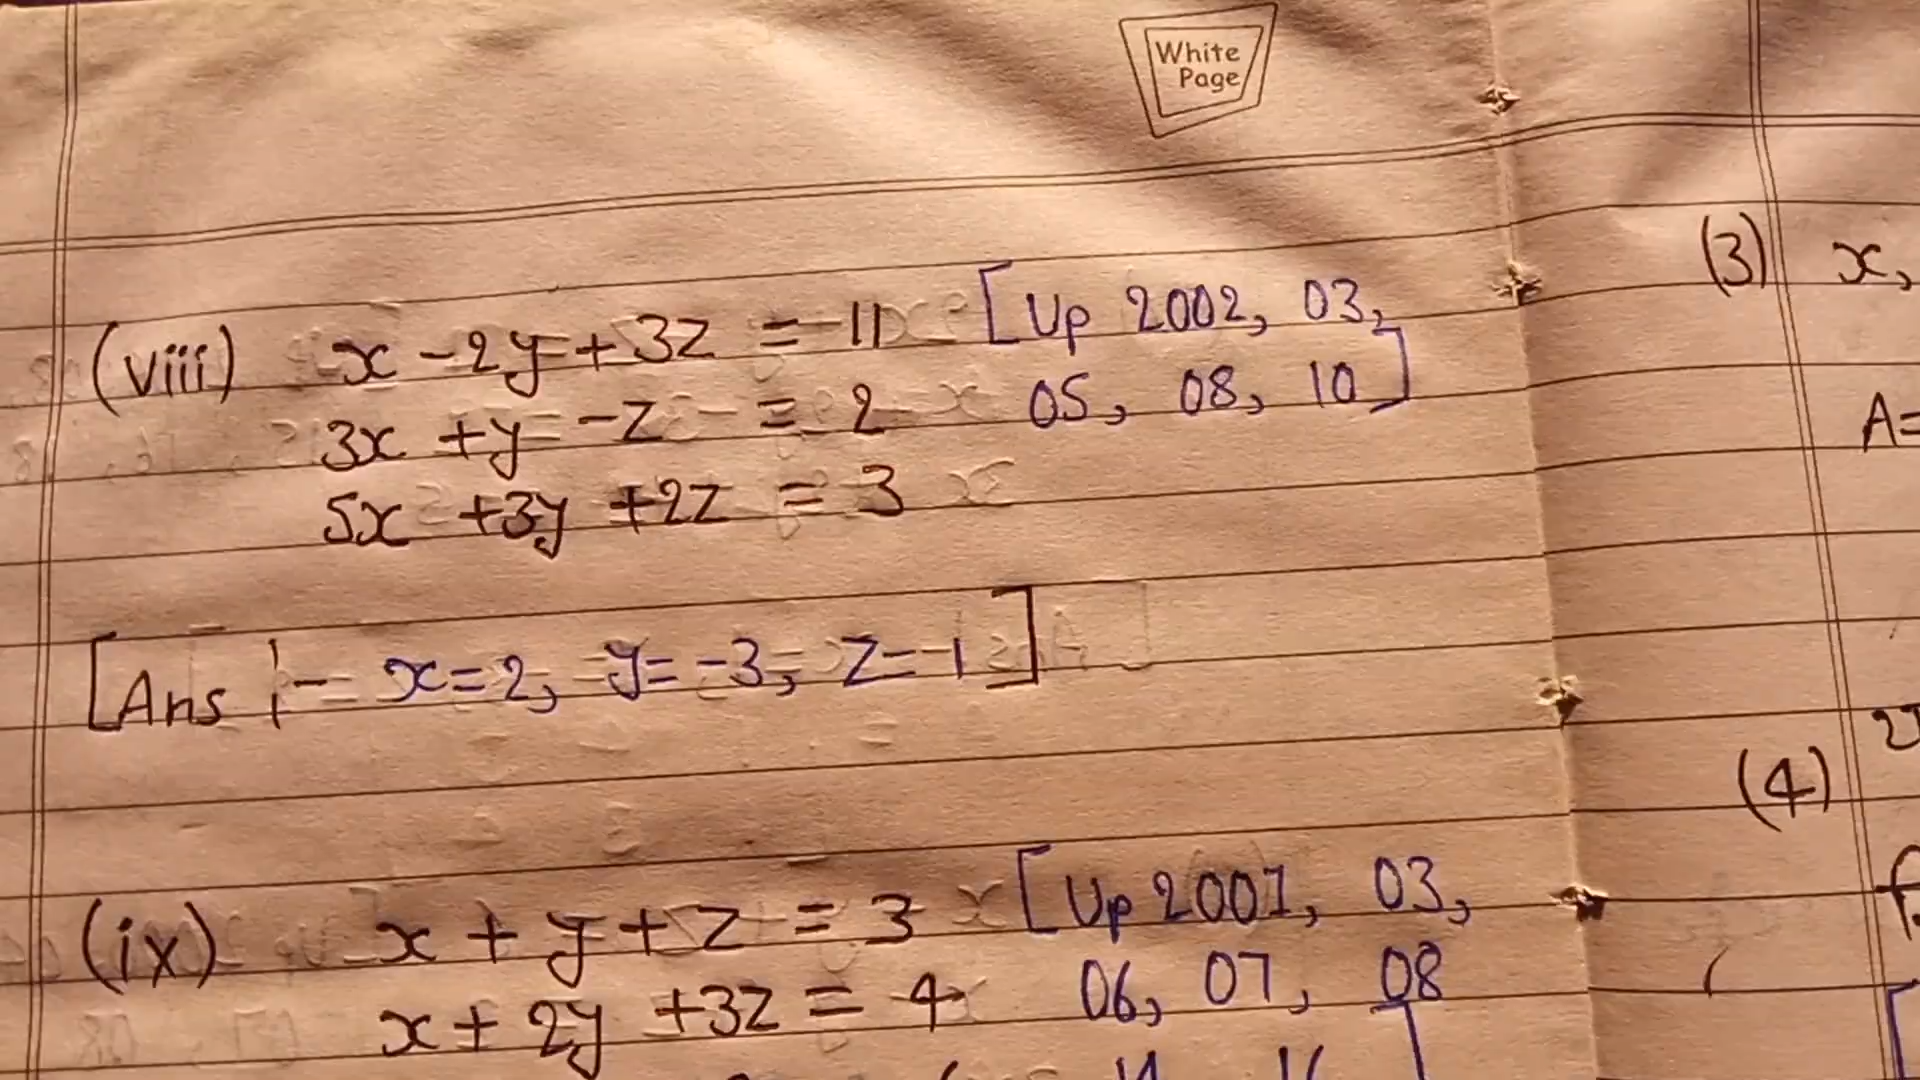 White
Page
(viii) x - 2y + 3z = 11 [Up 2002, 03,
3x + y - z = 2 05, 08, 10]
5x + 3y + 2z = 3
[Ans :- x = 2, y = -3, z = 1]
(ix) x + y + z = 3 [Up 2001, 03,
x + 2y + 3z = 4 06, 07, 08
(3) x,
A=
(4)